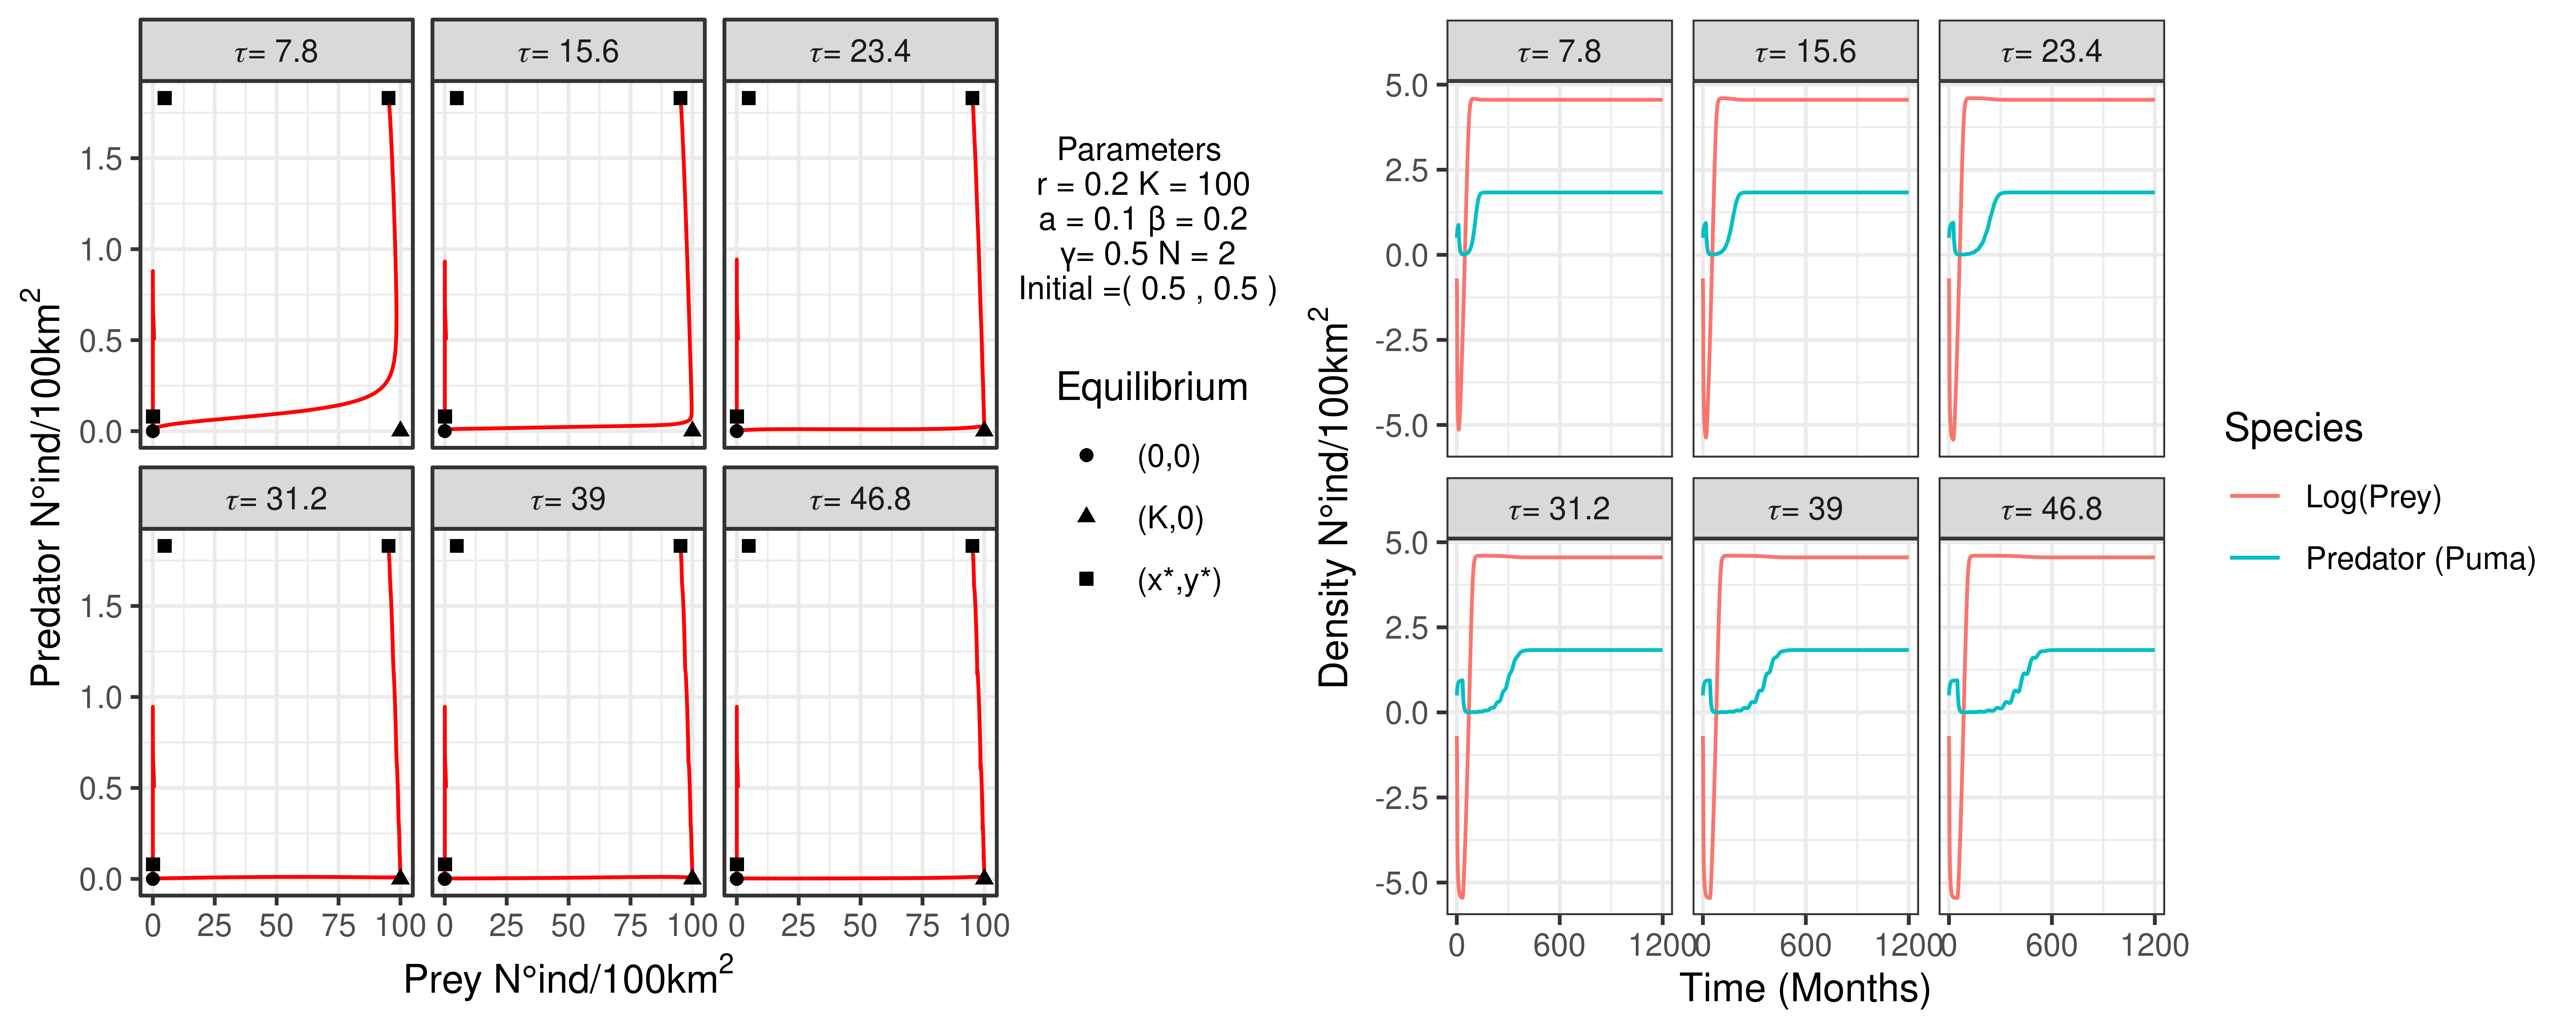 τ= 7.8
τ= 15.6
τ= 23.4
1.5
1.0
0.5
0.0
τ= 31.2
τ= 39
τ= 46.8
1.5
1.0
0.5
0.0
0 25 50 75 100
0 25 50 75 100
0 25 50 75 100
Predator N°ind/100km²
Prey N°ind/100km²
Parameters
r = 0.2 K = 100
a = 0.1 β = 0.2
γ= 0.5 N = 2
Initial =( 0.5 , 0.5 )
Equilibrium
(0,0)
(K,0)
(x*,y*)
τ= 7.8
τ= 15.6
τ= 23.4
5.0
2.5
0.0
-2.5
-5.0
τ= 31.2
τ= 39
τ= 46.8
5.0
2.5
0.0
-2.5
-5.0
0 600 1200
0 600 1200
0 600 1200
Density N°ind/100km²
Time (Months)
Species
Log(Prey)
Predator (Puma)